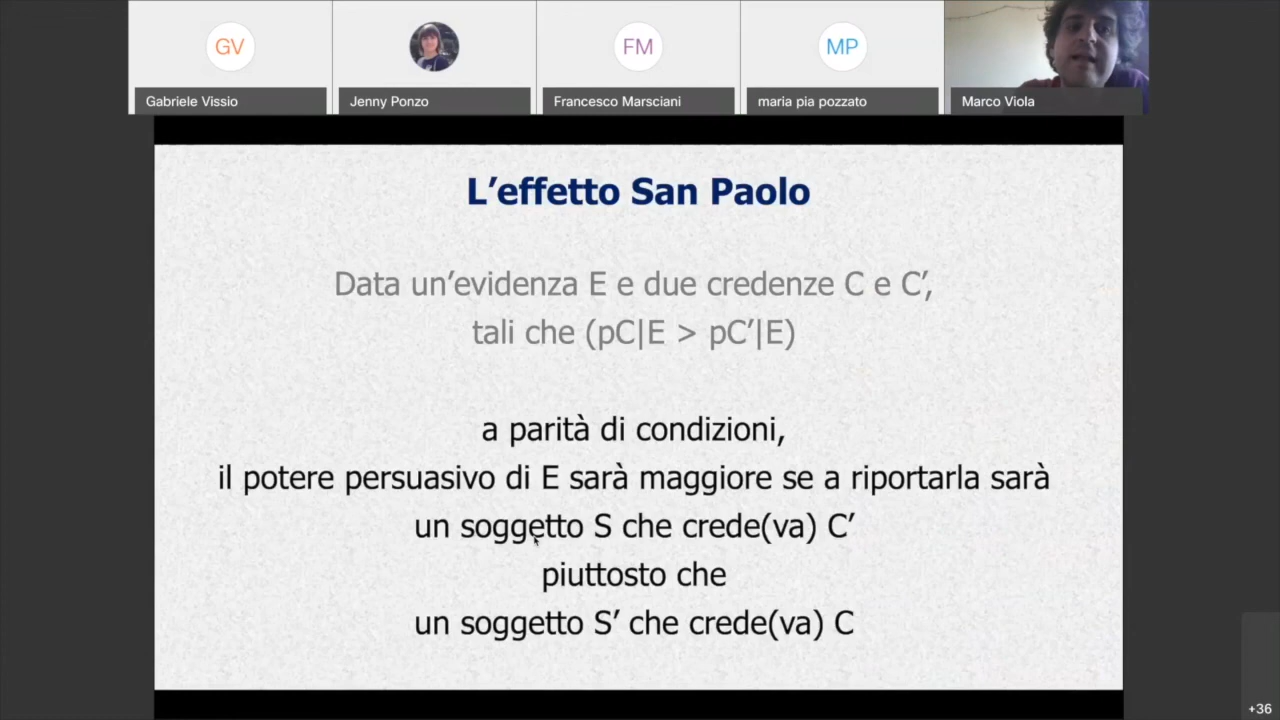 GV
FM
MP
Gabriele Vissio
Jenny Ponzo
Francesco Marsciani
maria pia pozzato
Marco Viola
L’effetto San Paolo
Data un’evidenza E e due credenze C e C’,
tali che (pC|E > pC’|E)
a parità di condizioni,
il potere persuasivo di E sarà maggiore se a riportarla sarà
un soggetto S che crede(va) C’
piuttosto che
un soggetto S’ che crede(va) C
+36